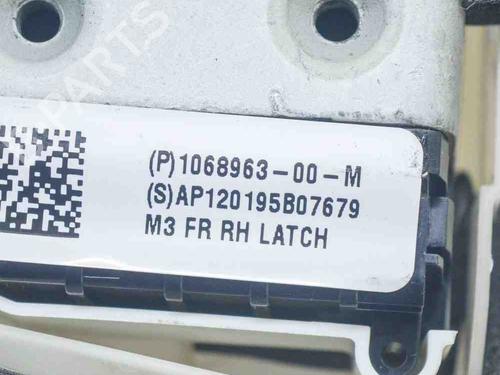 (P)1068963-00-M
(S)AP120195B07679
M3 FR RH LATCH